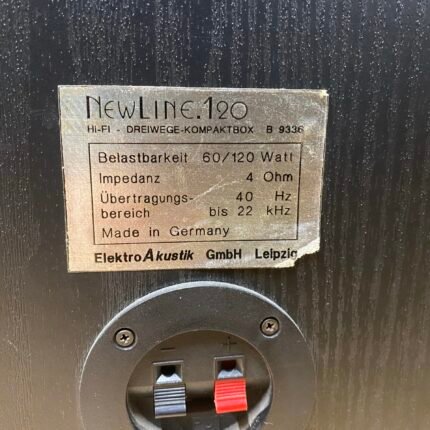 NEWLINE.120
HI-FI - DREIWEGE-KOMPAKTBOX B 9336
Belastbarkeit 60/120 Watt
Impedanz 4 Ohm
Übertragungs- 40 Hz
bereich bis 22 kHz
Made in Germany
ElektroAkustik GmbH Leipzig
− +